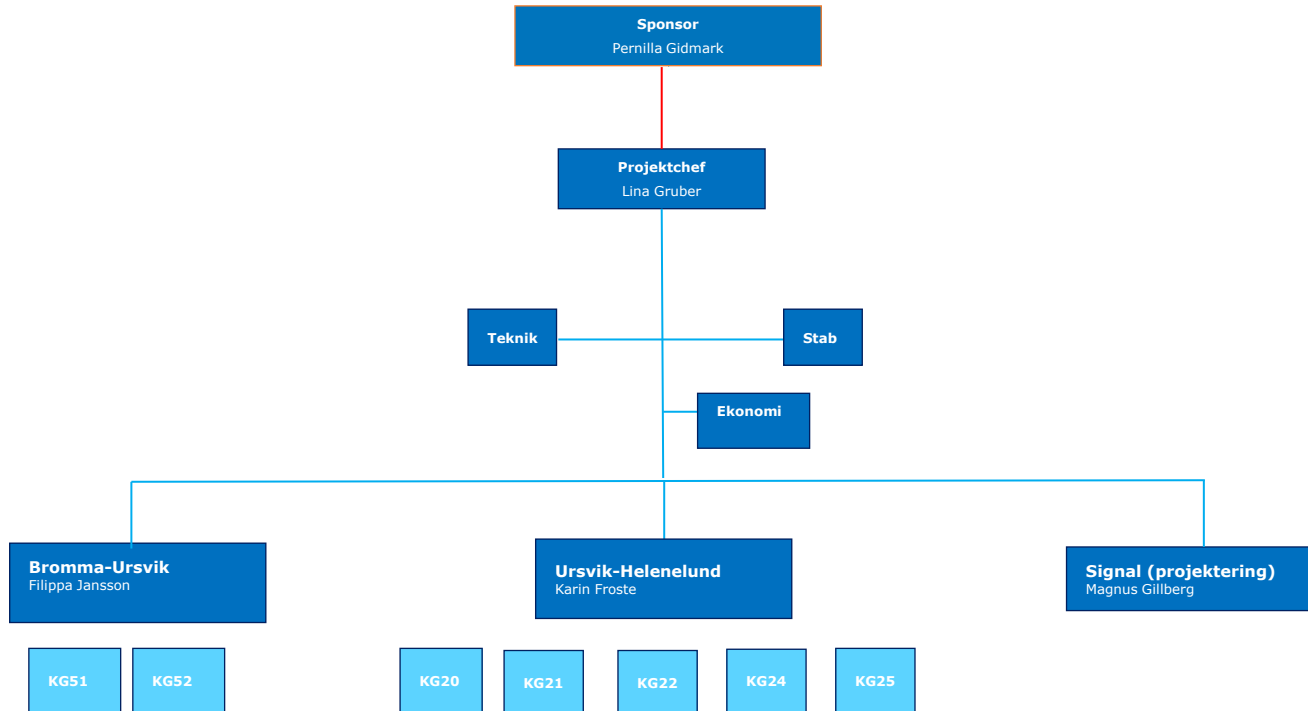 Sponsor
Pernilla Gidmark
Projektchef
Lina Gruber
Teknik
Stab
Ekonomi
Bromma-Ursvik
Filippa Jansson
Ursvik-Helenelund
Karin Froste
Signal (projektering)
Magnus Gillberg
KG51
KG52
KG20
KG21
KG22
KG24
KG25